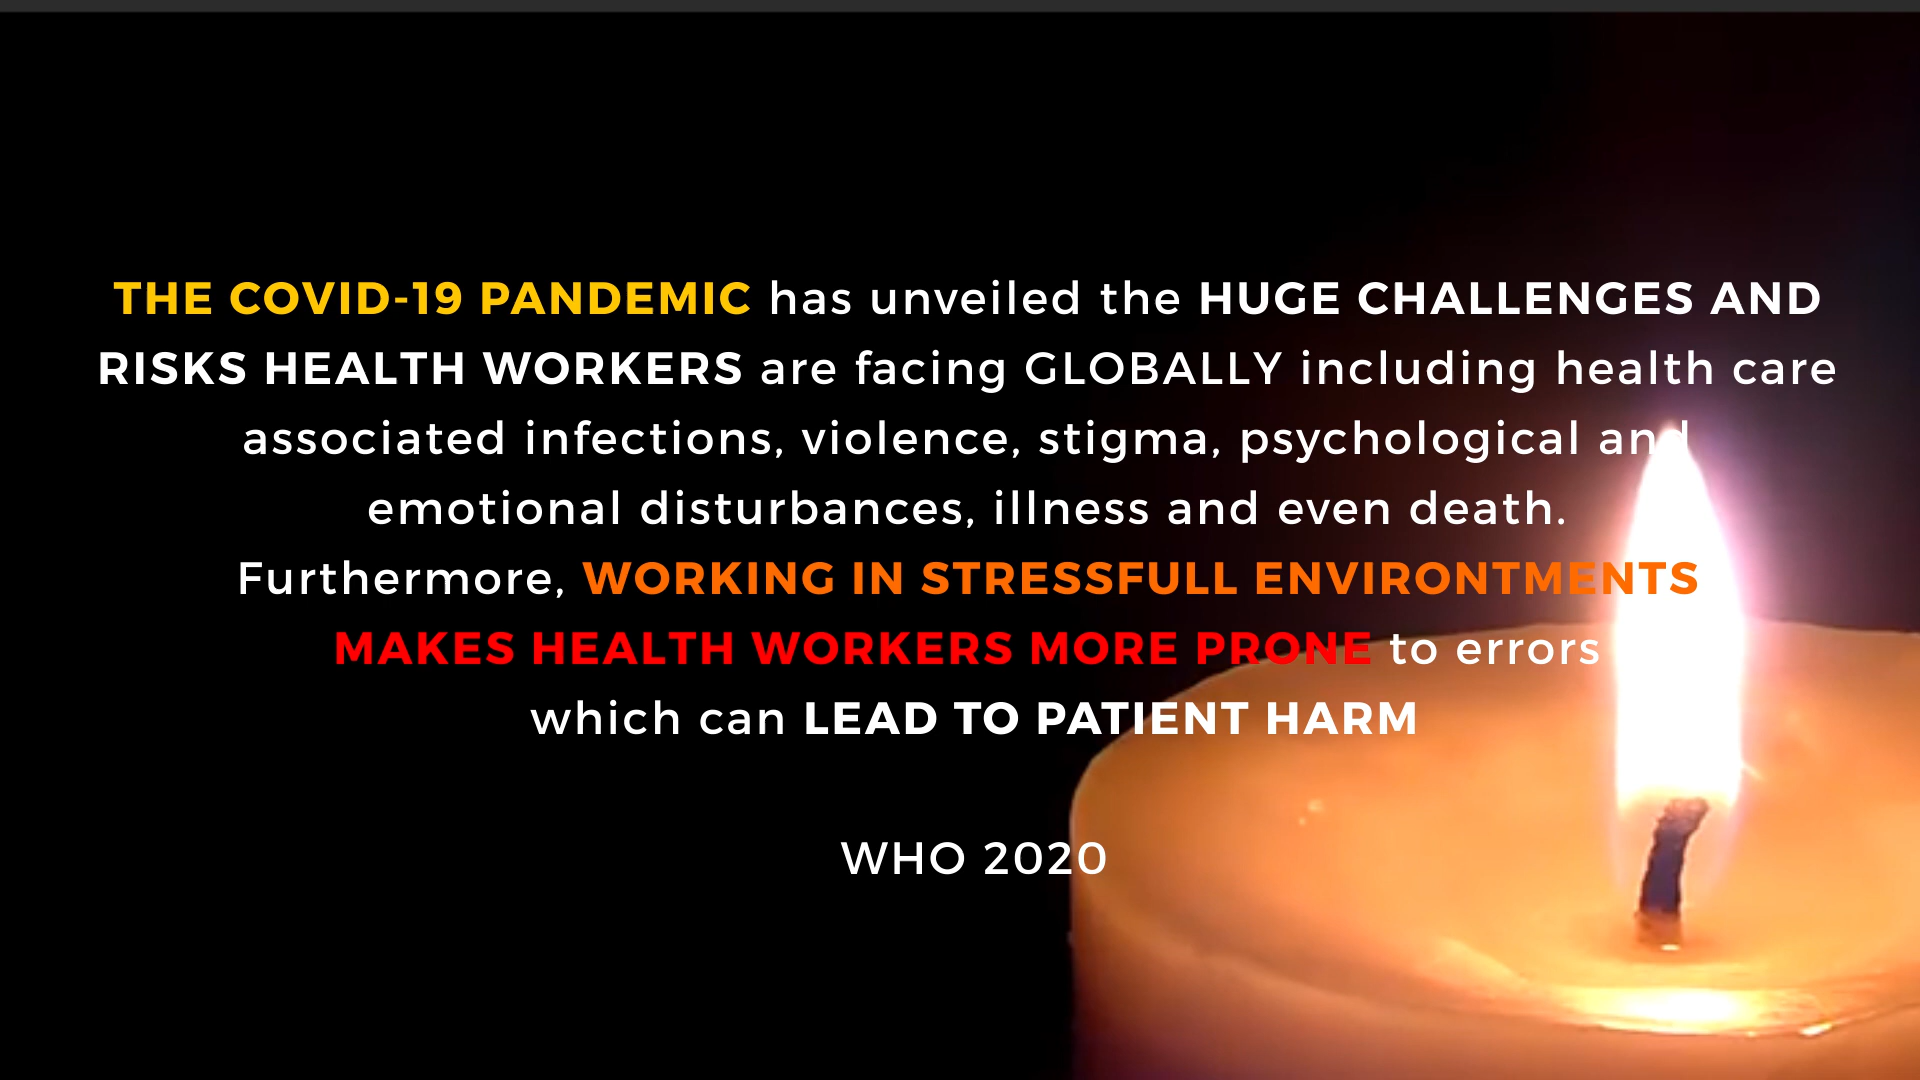 THE COVID-19 PANDEMIC has unveiled the HUGE CHALLENGES AND
RISKS HEALTH WORKERS are facing GLOBALLY including health care
associated infections, violence, stigma, psychological and
emotional disturbances, illness and even death.
Furthermore, WORKING IN STRESSFULL ENVIRONTMENTS
MAKES HEALTH WORKERS MORE PRONE to errors
which can LEAD TO PATIENT HARM
WHO 2020